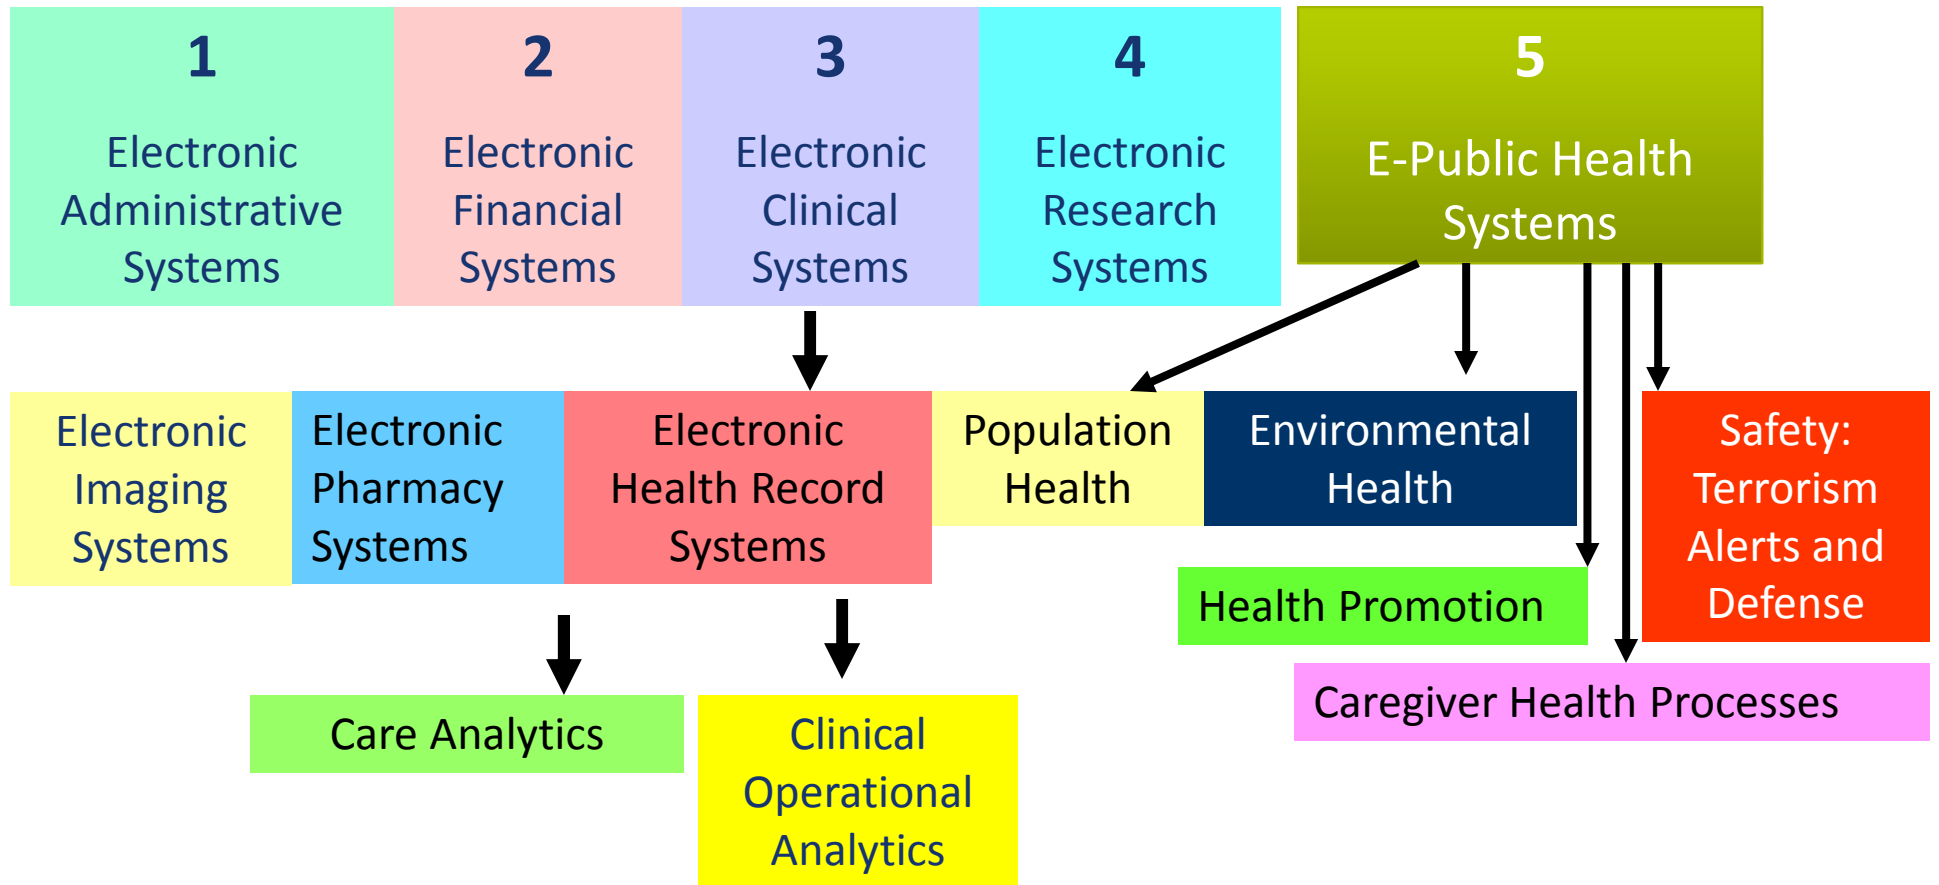 1
Electronic
Administrative
Systems
2
Electronic
Financial
Systems
3
Electronic
Clinical
Systems
4
Electronic
Research
Systems
5
E-Public Health
Systems
Electronic
Imaging
Systems
Electronic
Pharmacy
Systems
Electronic
Health Record
Systems
Population
Health
Environmental
Health
Safety:
Terrorism
Alerts and
Defense
Health Promotion
Caregiver Health Processes
Care Analytics
Clinical
Operational
Analytics